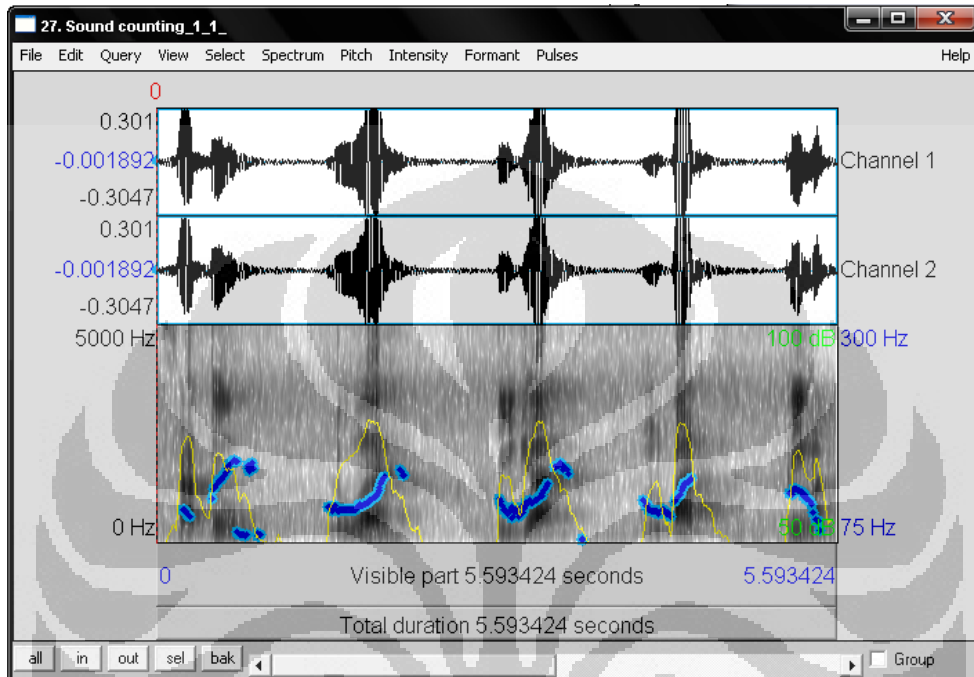 27. Sound counting_1_1_
File Edit Query View Select Spectrum Pitch Intensity Formant Pulses Help
0
0.301
-0.001892 Channel 1
-0.3047
0.301
-0.001892 Channel 2
-0.3047
5000 Hz 100 dB 300 Hz
0 Hz 50 dB 75 Hz
0 Visible part 5.593424 seconds 5.593424
Total duration 5.593424 seconds
all in out sel bak Group